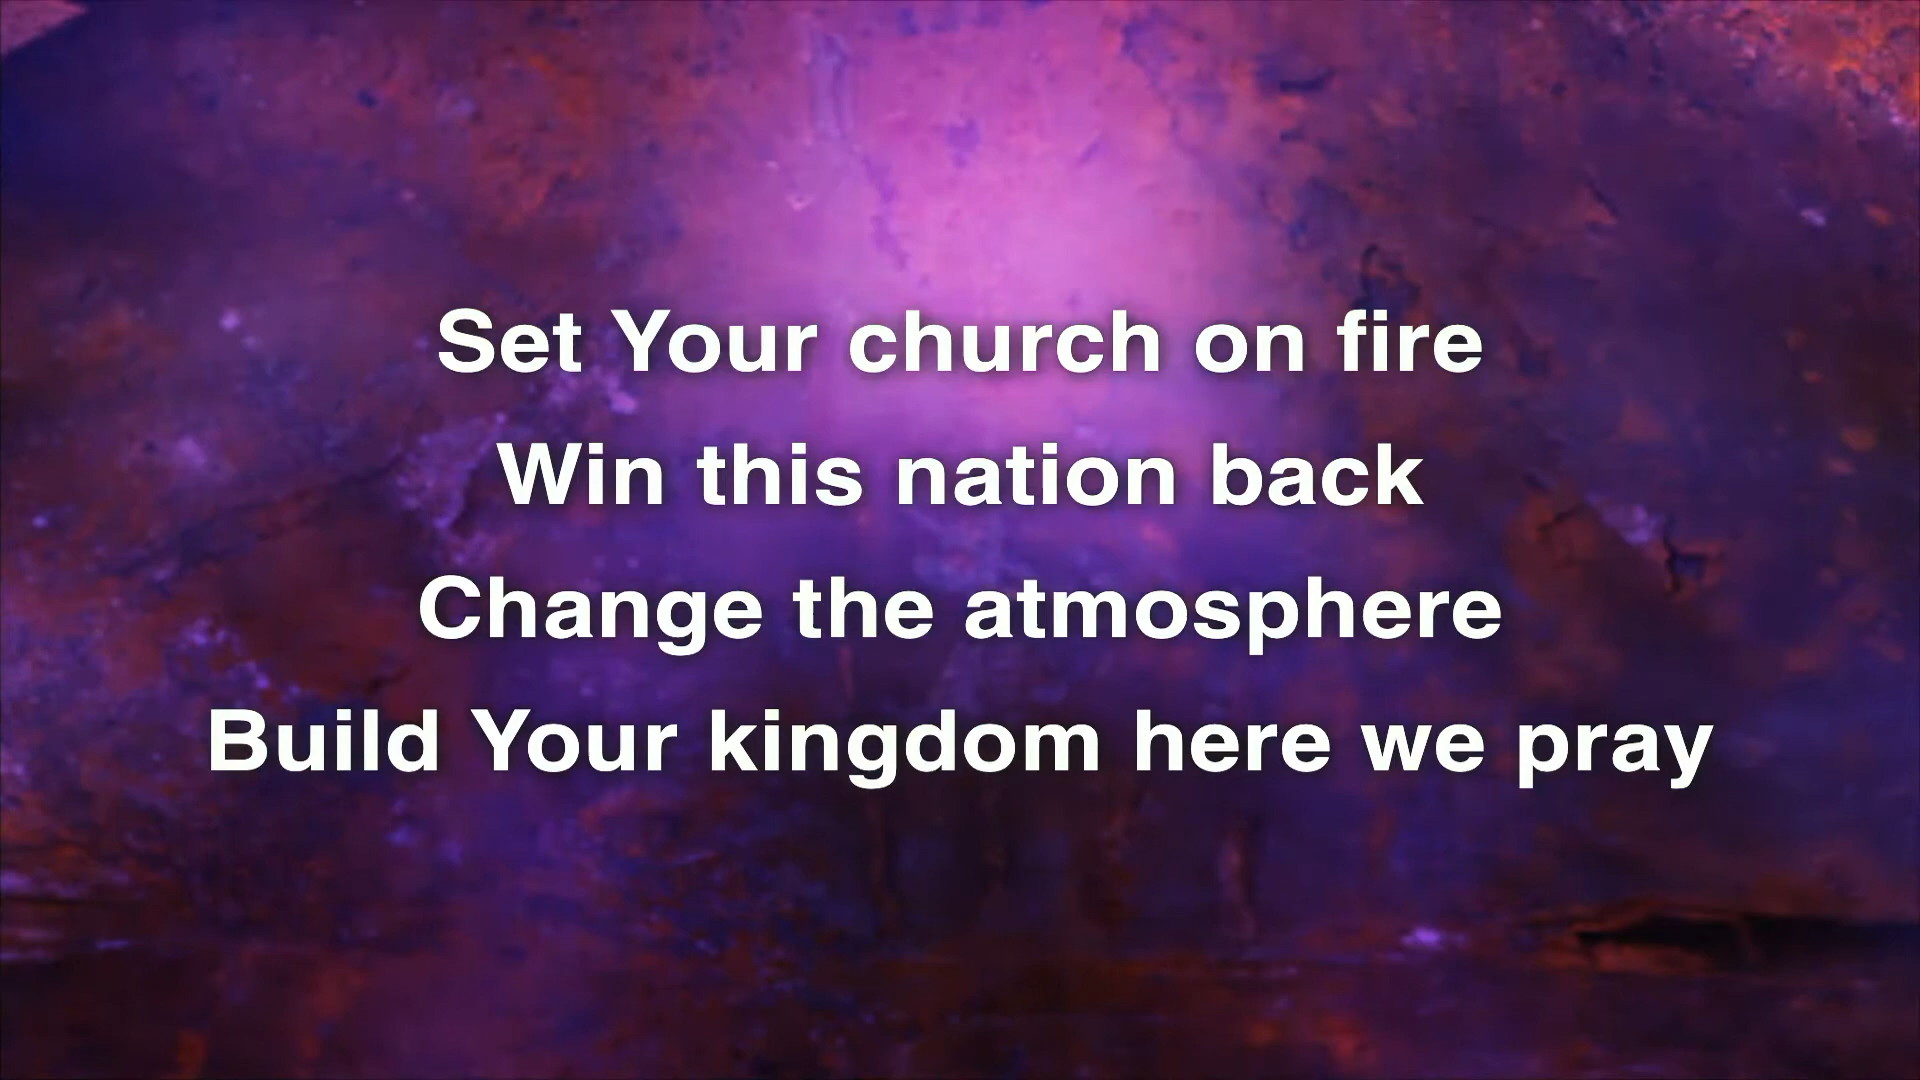 Set Your church on fire
Win this nation back
Change the atmosphere
Build Your kingdom here we pray